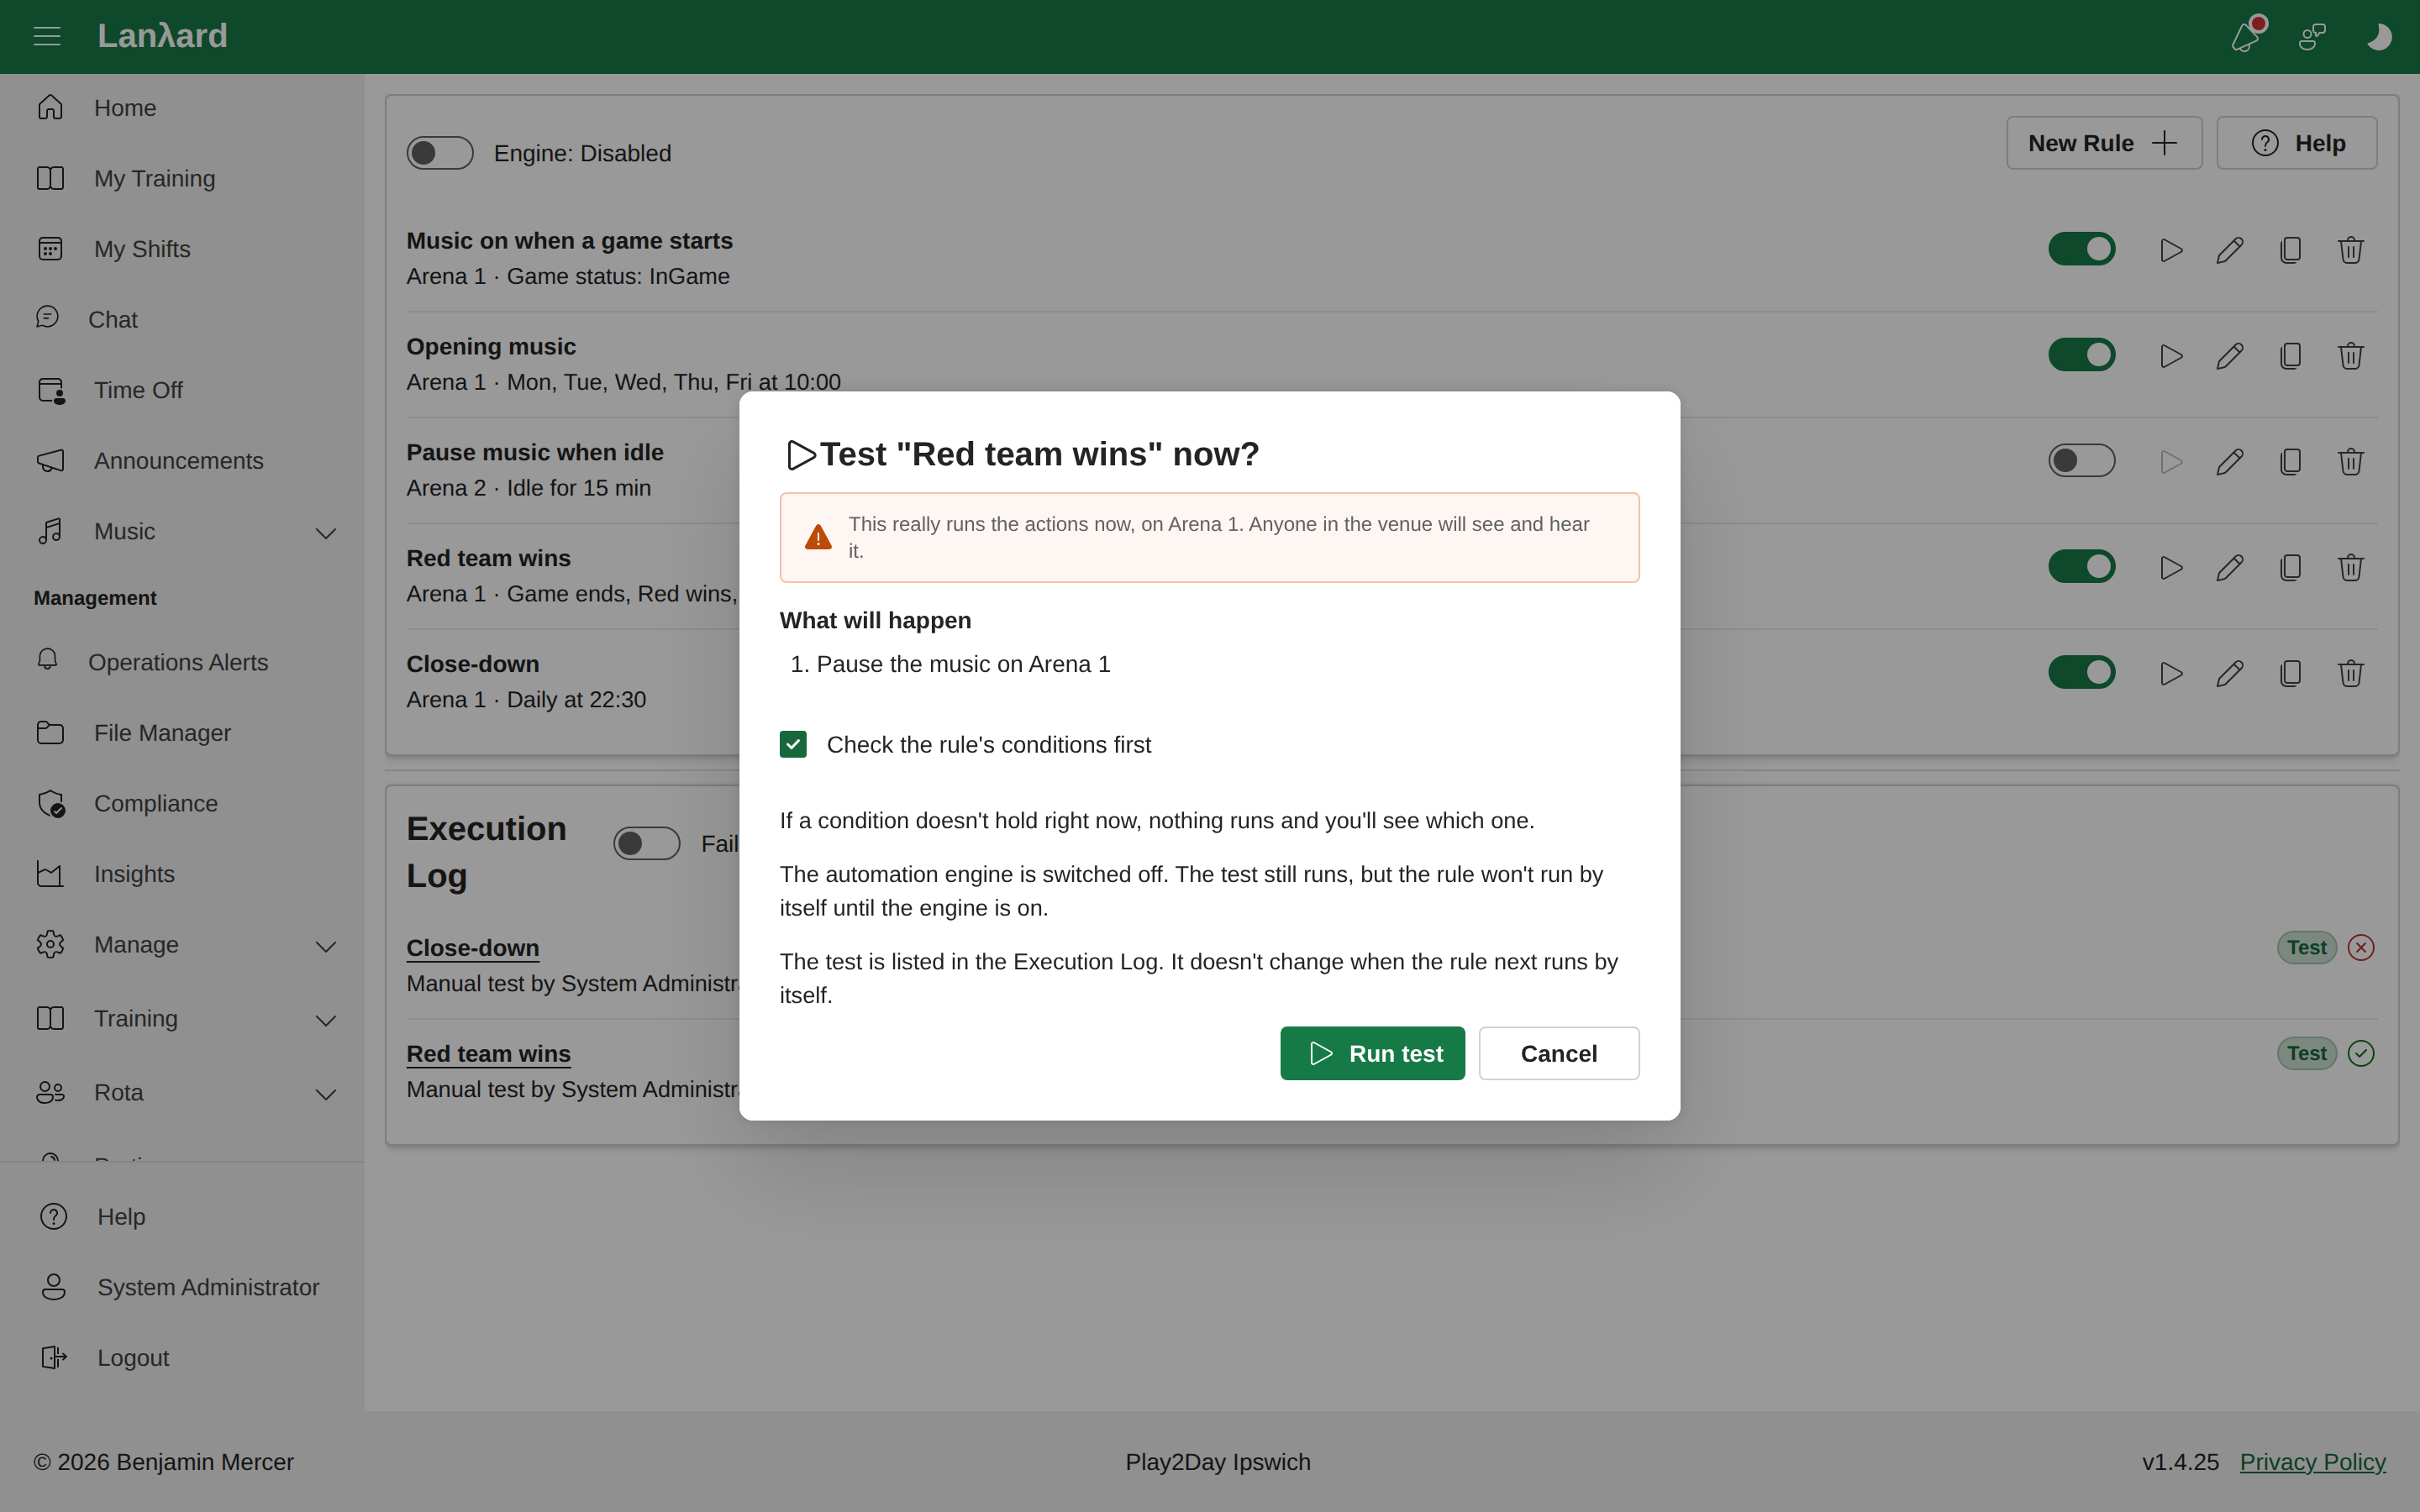 Lanλard
Home
My Training
My Shifts
Chat
Time Off
Announcements
Music
Management
Operations Alerts
File Manager
Compliance
Insights
Manage
Training
Rota
Help
System Administrator
Logout
Engine: Disabled
New Rule
Help
Music on when a game starts
Arena 1 · Game status: InGame
Opening music
Arena 1 · Mon, Tue, Wed, Thu, Fri at 10:00
Pause music when idle
Arena 2 · Idle for 15 min
Red team wins
Arena 1 · Game ends, Red wins,
Close-down
Arena 1 · Daily at 22:30
Execution
Log
Fail
Close-down
Manual test by System Administr
Test
Red team wins
Manual test by System Administr
Test
Test "Red team wins" now?
This really runs the actions now, on Arena 1. Anyone in the venue will see and hear
it.
What will happen
1. Pause the music on Arena 1
Check the rule's conditions first
If a condition doesn't hold right now, nothing runs and you'll see which one.
The automation engine is switched off. The test still runs, but the rule won't run by
itself until the engine is on.
The test is listed in the Execution Log. It doesn't change when the rule next runs by
itself.
Run test
Cancel
© 2026 Benjamin Mercer
Play2Day Ipswich
v1.4.25
Privacy Policy